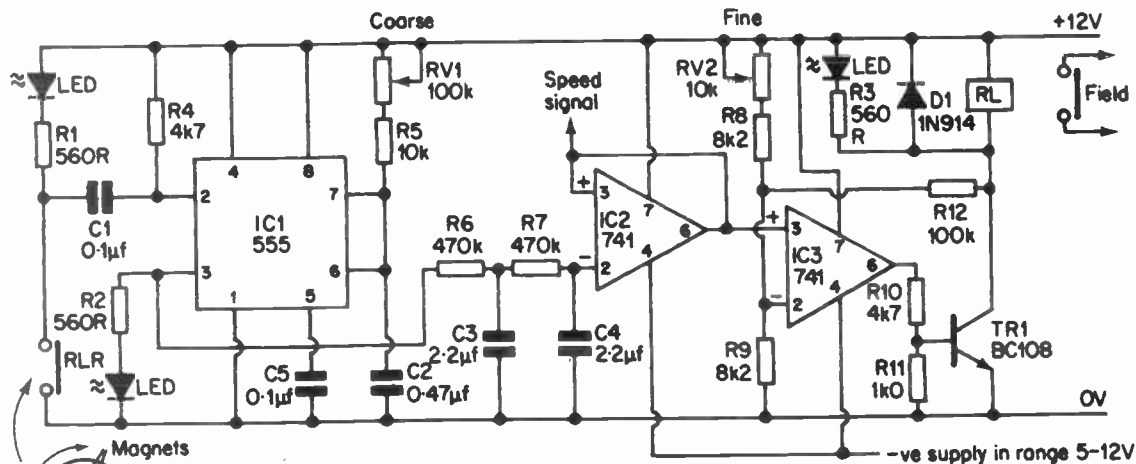 Coarse
Fine
+12V
LED
R4
4k7
RV1
100k
RV2
10k
LED
R3
560
R
D1
1N914
RL
Field
Speed
signal
R1
560R
R5
10k
R8
8k2
C1
0·1µf
2
4
8
7
IC1
555
3
6
1
5
R6
470k
R7
470k
+
3
IC2
741
7
6
4
-
2
R12
100k
+
3
IC3
741
7
6
4
-
2
R2
560R
RLR
LED
C5
0·1µf
C2
0·47µf
C3
2·2µf
C4
2·2µf
R9
8k2
R10
4k7
R11
1k0
TR1
BC108
0V
Magnets
-ve supply in range 5-12V